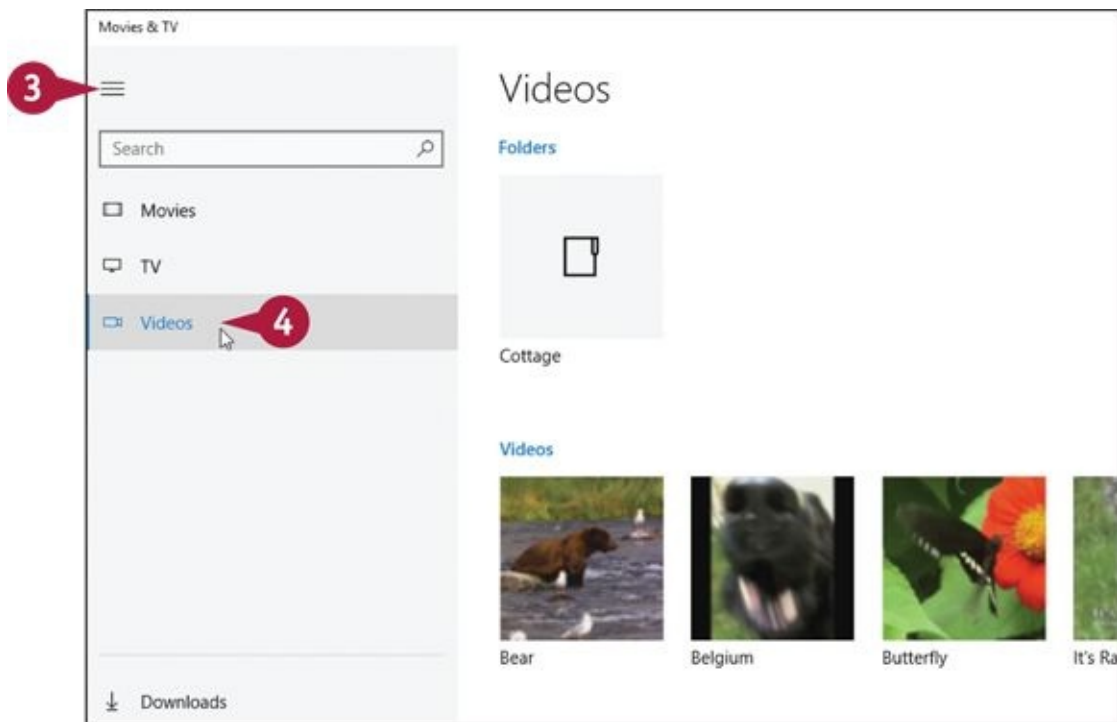 Movies & TV
3
Search
Movies
TV
Videos
4
Downloads
Videos
Folders
Cottage
Videos
Bear
Belgium
Butterfly
It's Ra